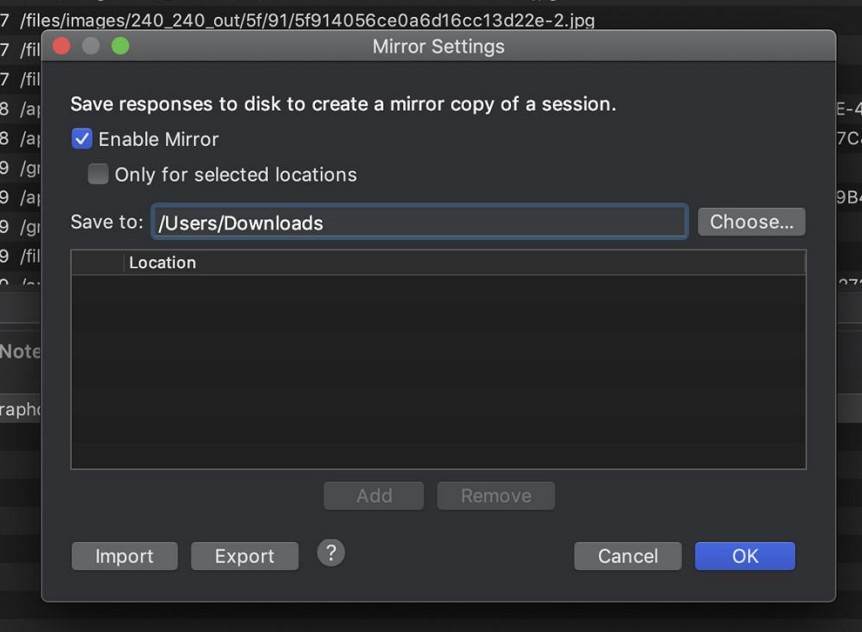 7 /files/images/240_240_out/5f/91/5f914056ce0a6d16cc13d22e-2.jpg
Mirror Settings
7 /fil
7 /fil
Save responses to disk to create a mirror copy of a session.
8 /ap
E-4
Enable Mirror
8 /ap
9 /gr
Only for selected locations
9 /ap
9B4
Save to: /Users/Downloads Choose...
9 /gr
9 /fil
Location
Note
Add Remove
Import Export ? Cancel OK